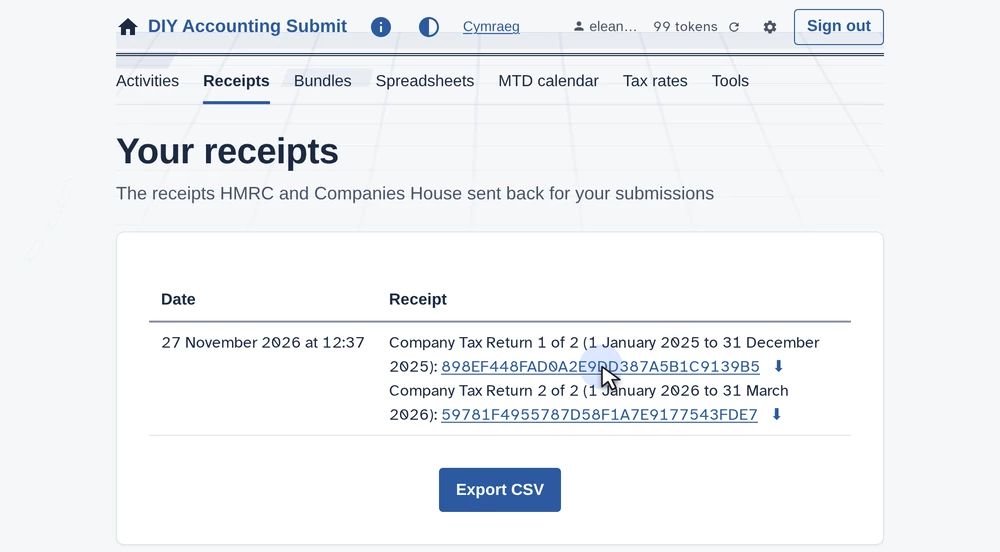 DIY Accounting Submit
Cymraeg
elean...
99 tokens
Sign out
Activities
Receipts
Bundles
Spreadsheets
MTD calendar
Tax rates
Tools
Your receipts
The receipts HMRC and Companies House sent back for your submissions
Date
Receipt
27 November 2026 at 12:37
Company Tax Return 1 of 2 (1 January 2025 to 31 December
2025): 898EF448FAD0A2E9DD387A5B1C9139B5
Company Tax Return 2 of 2 (1 January 2026 to 31 March
2026): 59781F4955787D58F1A7E9177543FDE7
Export CSV